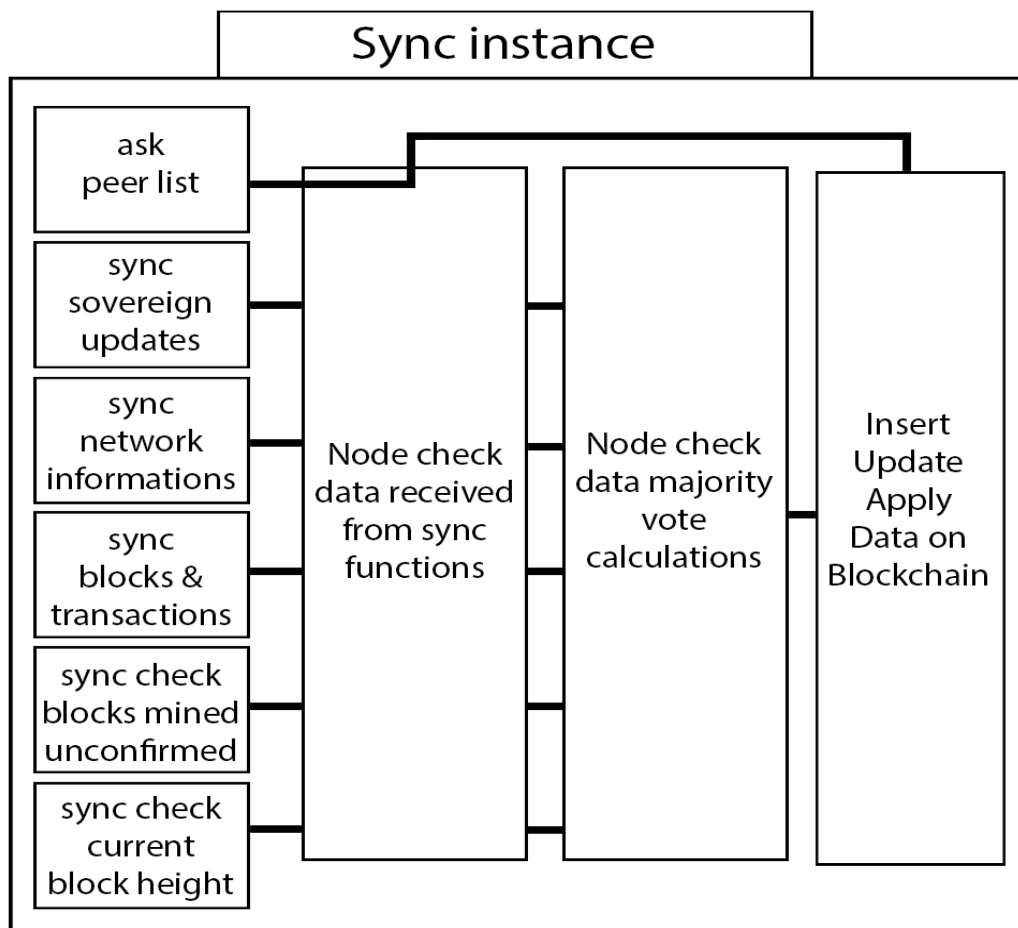 Sync instance
ask
peer list
sync
sovereign
updates
sync
network
informations
sync
blocks &
transactions
sync check
blocks mined
unconfirmed
sync check
current
block height
Node check
data received
from sync
functions
Node check
data majority
vote
calculations
Insert
Update
Apply
Data on
Blockchain